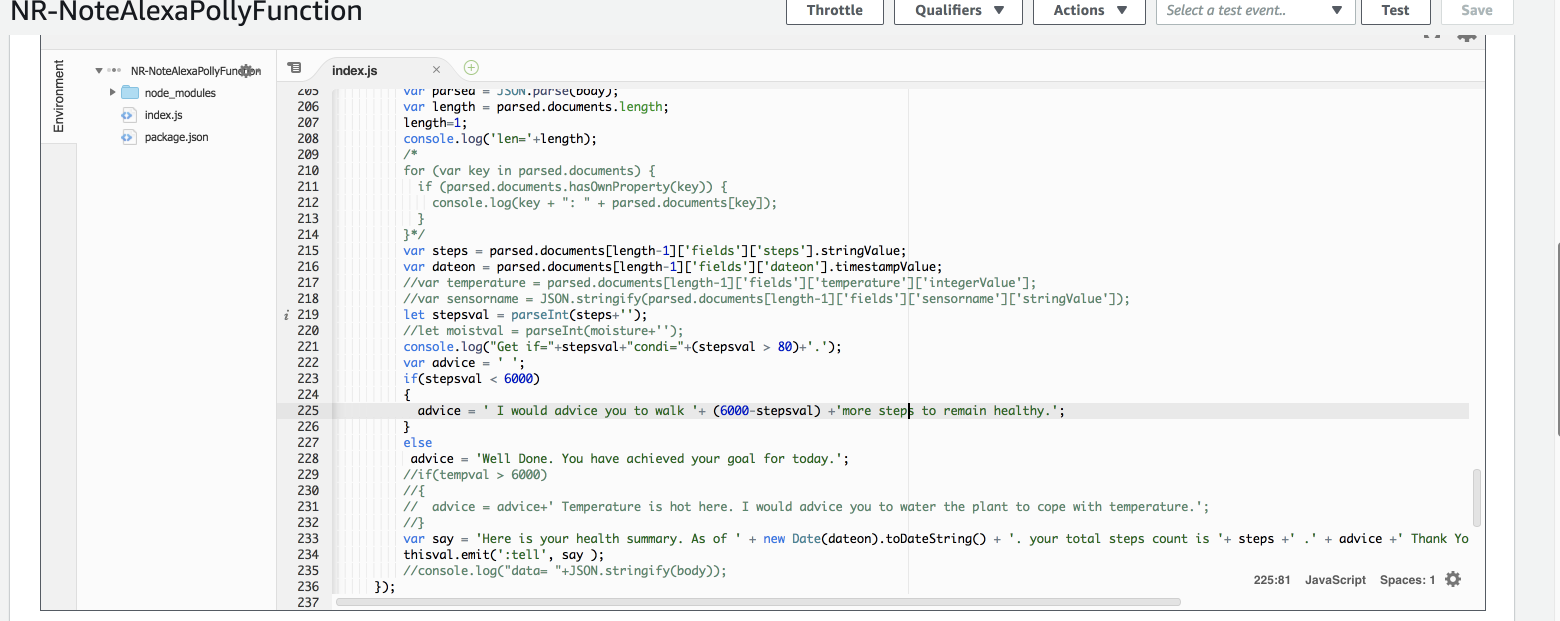 NR-NoteAlexaPollyFunction
Throttle Qualifiers Actions Select a test event.. Test Save
Environment
NR-NoteAlexaPollyFunction
node_modules
index.js
package.json
index.js
205 var parsed = JSON.parse(body);
206 var length = parsed.documents.length;
207 length=1;
208 console.log('len='+length);
209 /*
210 for (var key in parsed.documents) {
211 if (parsed.documents.hasOwnProperty(key)) {
212 console.log(key + ": " + parsed.documents[key]);
213 }
214 }*/
215 var steps = parsed.documents[length-1]['fields']['steps'].stringValue;
216 var dateon = parsed.documents[length-1]['fields']['dateon'].timestampValue;
217 //var temperature = parsed.documents[length-1]['fields']['temperature']['integerValue'];
218 //var sensorname = JSON.stringify(parsed.documents[length-1]['fields']['sensorname']['stringValue']);
i 219 let stepsval = parseInt(steps+'');
220 //let moistval = parseInt(moisture+'');
221 console.log("Get if="+stepsval+"condi="+(stepsval > 80)+'.');
222 var advice = ' ';
223 if(stepsval < 6000)
224 {
225 advice = ' I would advice you to walk '+ (6000-stepsval) +'more steps to remain healthy.';
226 }
227 else
228 advice = 'Well Done. You have achieved your goal for today.';
229 //if(tempval > 6000)
230 //{
231 // advice = advice+' Temperature is hot here. I would advice you to water the plant to cope with temperature.';
232 //}
233 var say = 'Here is your health summary. As of ' + new Date(dateon).toDateString() + '. your total steps count is '+ steps +' .' + advice +' Thank Yo
234 thisval.emit(':tell', say );
235 //console.log("data= "+JSON.stringify(body));
236 });
237
225:81 JavaScript Spaces: 1